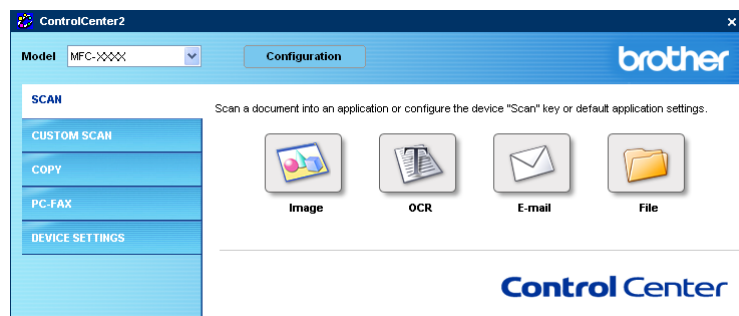 ControlCenter2
Model MFC-XXXX Configuration brother
SCAN
Scan a document into an application or configure the device "Scan" key or default application settings.
CUSTOM SCAN
COPY
PC-FAX
DEVICE SETTINGS
Image OCR E-mail File
Control Center